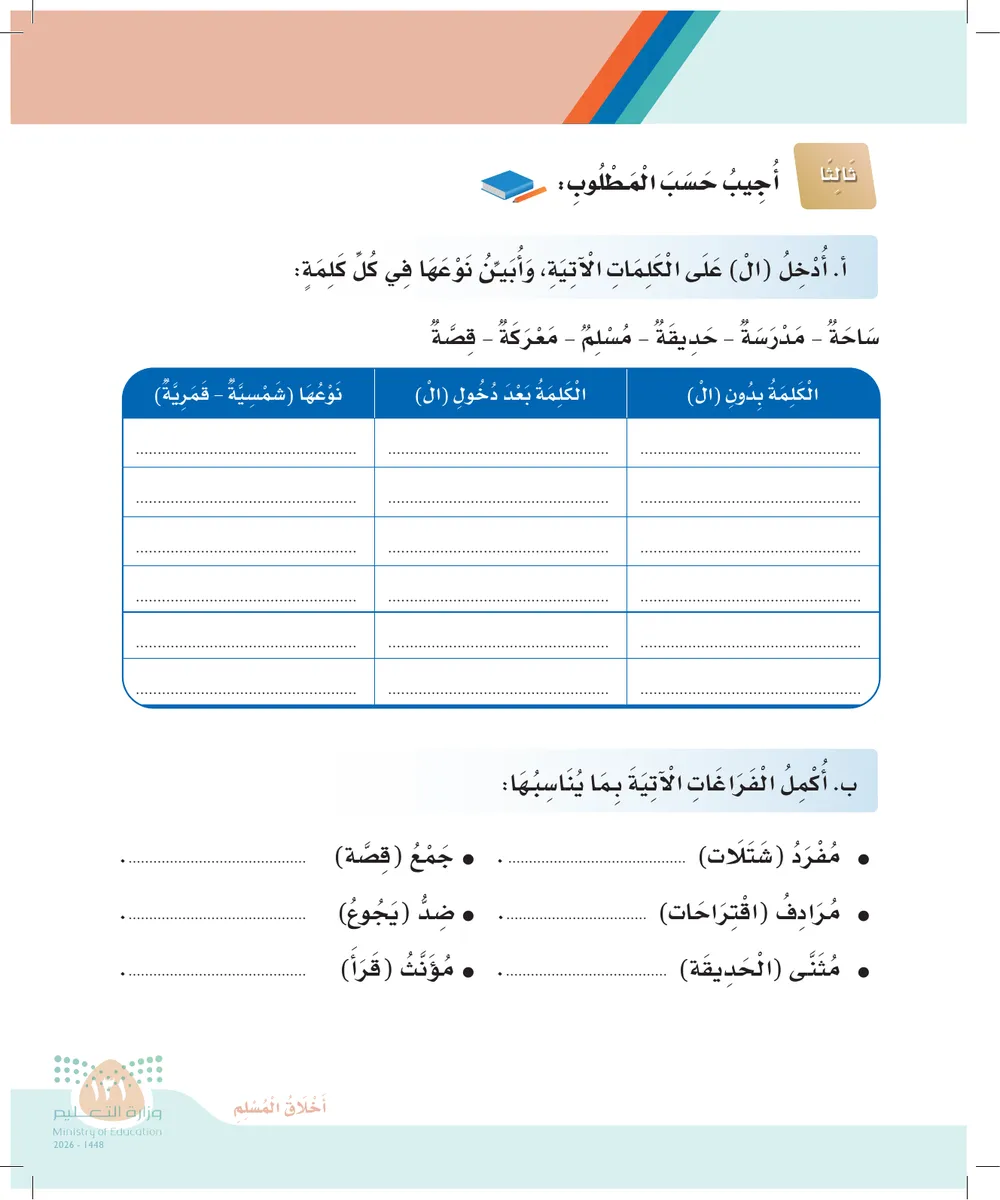 ثَالِثًا
أُجِيبُ حَسَبَ الْمَطْلُوبِ:
أ. أُدْخِلُ (الْ) عَلَى الْكَلِمَاتِ الْآتِيَةِ، وَأُبَيِّنُ نَوْعَهَا فِي كُلِّ كَلِمَةٍ:
سَاحَةٌ – مَدْرَسَةٌ – حَدِيقَةٌ – مُسْلِمٌ – مَعْرَكَةٌ – قِصَّةٌ
الْكَلِمَةُ بِدُونِ (الْ) الْكَلِمَةُ بَعْدَ دُخُولِ (الْ) نَوْعُهَا (شَمْسِيَّةٌ – قَمَرِيَّةٌ)
ب. أُكْمِلُ الْفَرَاغَاتِ الْآتِيَةَ بِمَا يُنَاسِبُهَا:
• مُفْرَدُ (شَتَلَات) ........................................ . • جَمْعُ (قِصَّة) ........................................ .
• مُرَادِفُ (اقْتِرَاحَات) ................................ . • ضِدُّ (يَجُوعُ) ........................................ .
• مُثَنَّى (الْحَدِيقَة) .................................... . • مُؤَنَّثُ (قَرَأَ) ........................................ .
أَخْلَاقُ الْمُسْلِمِ
١٢١
وزارة التعليم
Ministry of Education
2026 - 1448